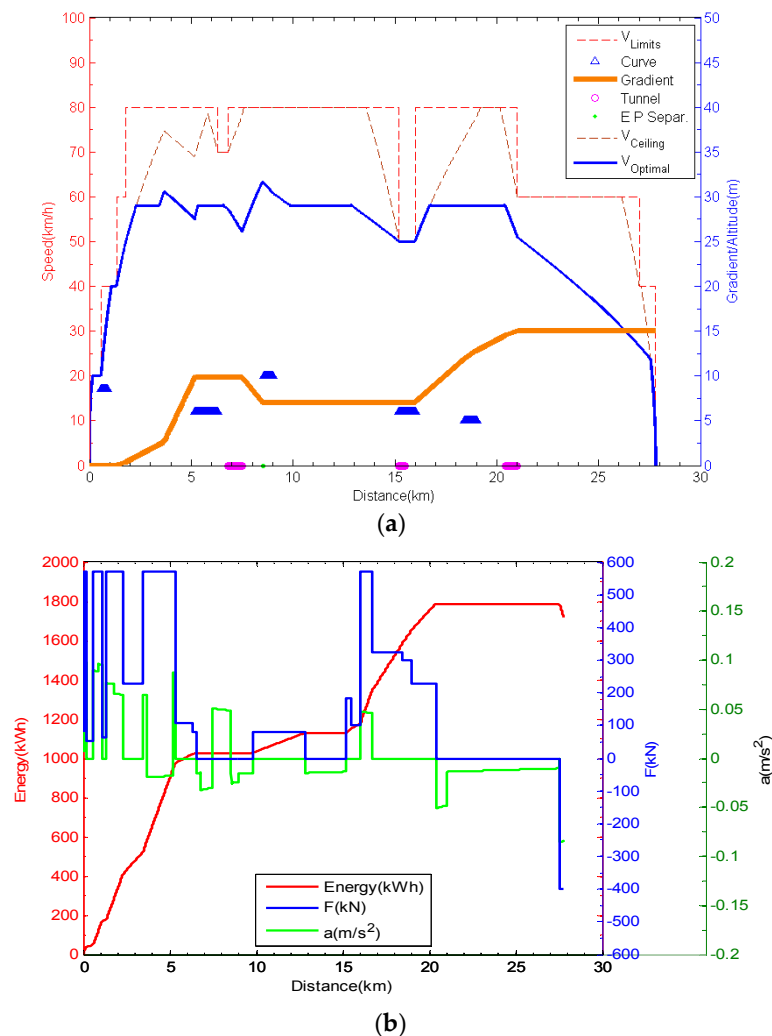 100
90
80
70
60
50
40
30
20
10
0
Speed(km/h)
50
45
40
35
30
25
20
15
10
5
0
Gradient/Altitude(m)
V_Limits
Curve
Gradient
Tunnel
E P Separ.
V_Ceiling
V_Optimal
0 5 10 15 20 25 30
Distance(km)
(a)
2000
1800
1600
1400
1200
1000
800
600
400
200
0
Energy(kWh)
600
500
400
300
200
100
0
-100
-200
-300
-400
-500
-600
F(kN)
0.2
0.15
0.1
0.05
0
-0.05
-0.1
-0.15
-0.2
a(m/s²)
Energy(kWh)
F(kN)
a(m/s²)
0 5 10 15 20 25 30
Distance(km)
(b)